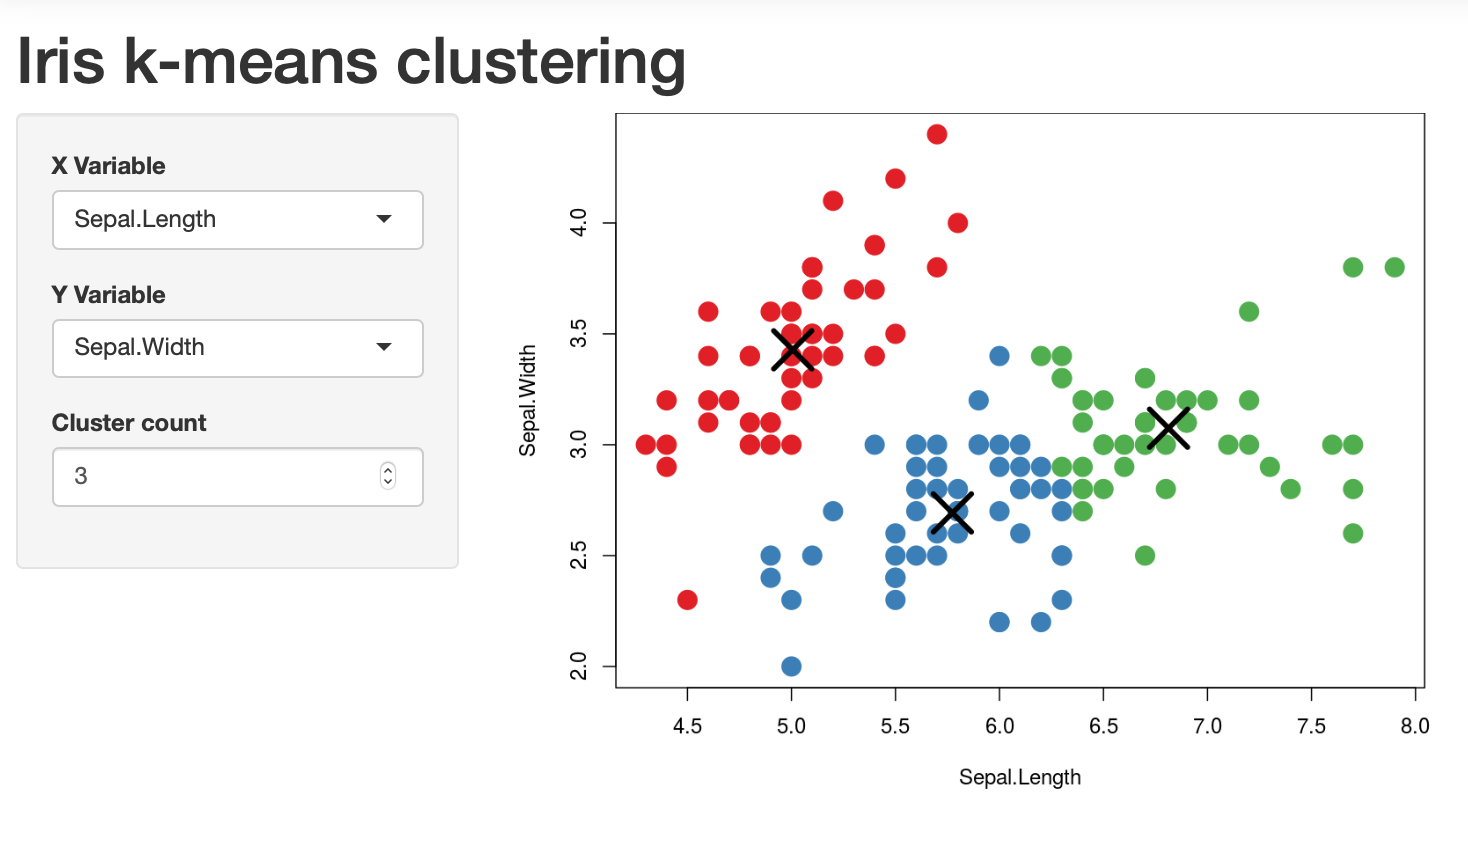 Iris k-means clustering
X Variable
Sepal.Length
Y Variable
Sepal.Width
Cluster count
3
Sepal.Width
4.0
3.5
3.0
2.5
2.0
4.5 5.0 5.5 6.0 6.5 7.0 7.5 8.0
Sepal.Length